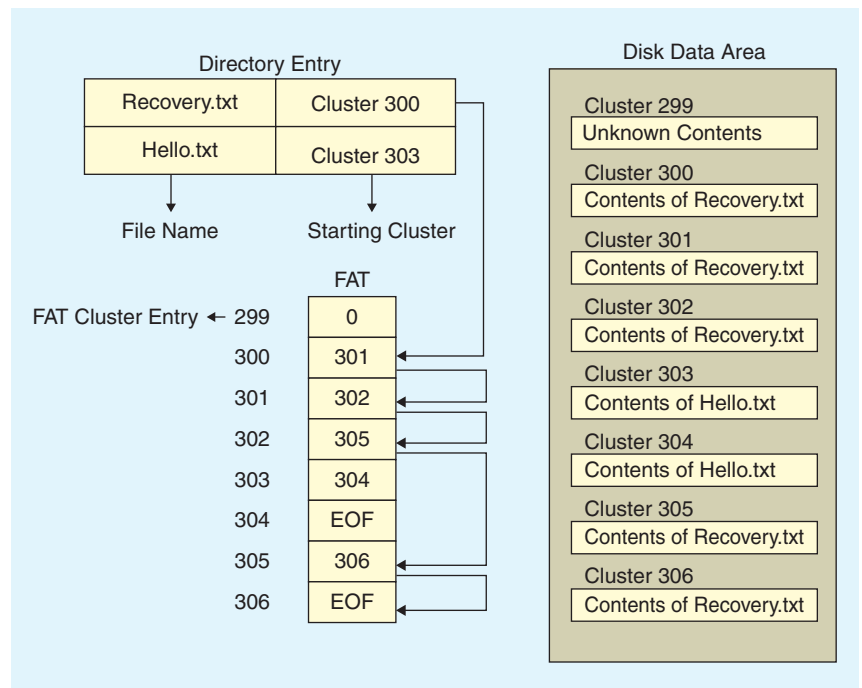 Directory Entry
Recovery.txt Cluster 300
Hello.txt Cluster 303
File Name Starting Cluster
FAT
FAT Cluster Entry ← 299 0
300 301
301 302
302 305
303 304
304 EOF
305 306
306 EOF
Disk Data Area
Cluster 299
Unknown Contents
Cluster 300
Contents of Recovery.txt
Cluster 301
Contents of Recovery.txt
Cluster 302
Contents of Recovery.txt
Cluster 303
Contents of Hello.txt
Cluster 304
Contents of Hello.txt
Cluster 305
Contents of Recovery.txt
Cluster 306
Contents of Recovery.txt